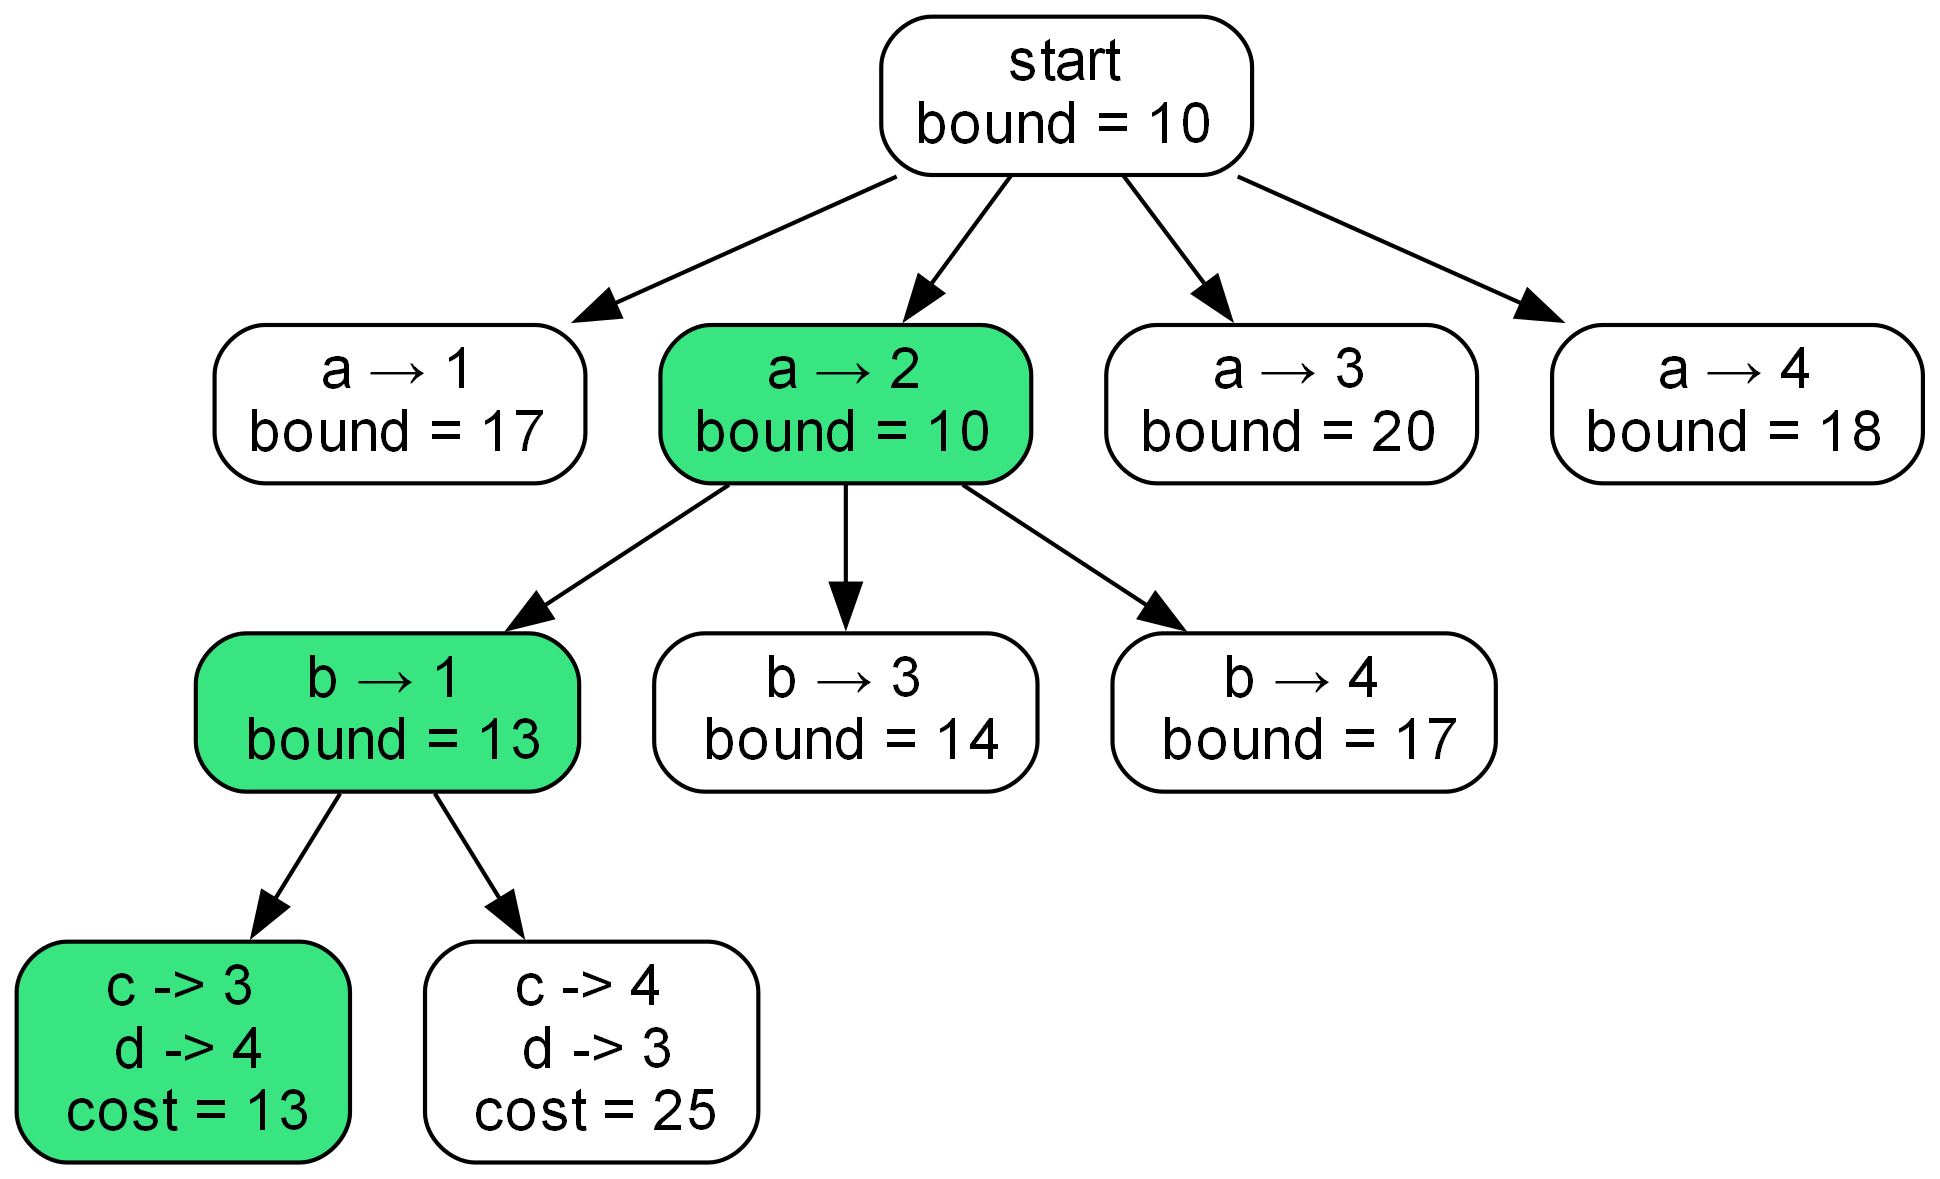 start
bound = 10
a → 1
bound = 17
a → 2
bound = 10
a → 3
bound = 20
a → 4
bound = 18
b → 1
bound = 13
b → 3
bound = 14
b → 4
bound = 17
c -> 3
d -> 4
cost = 13
c -> 4
d -> 3
cost = 25